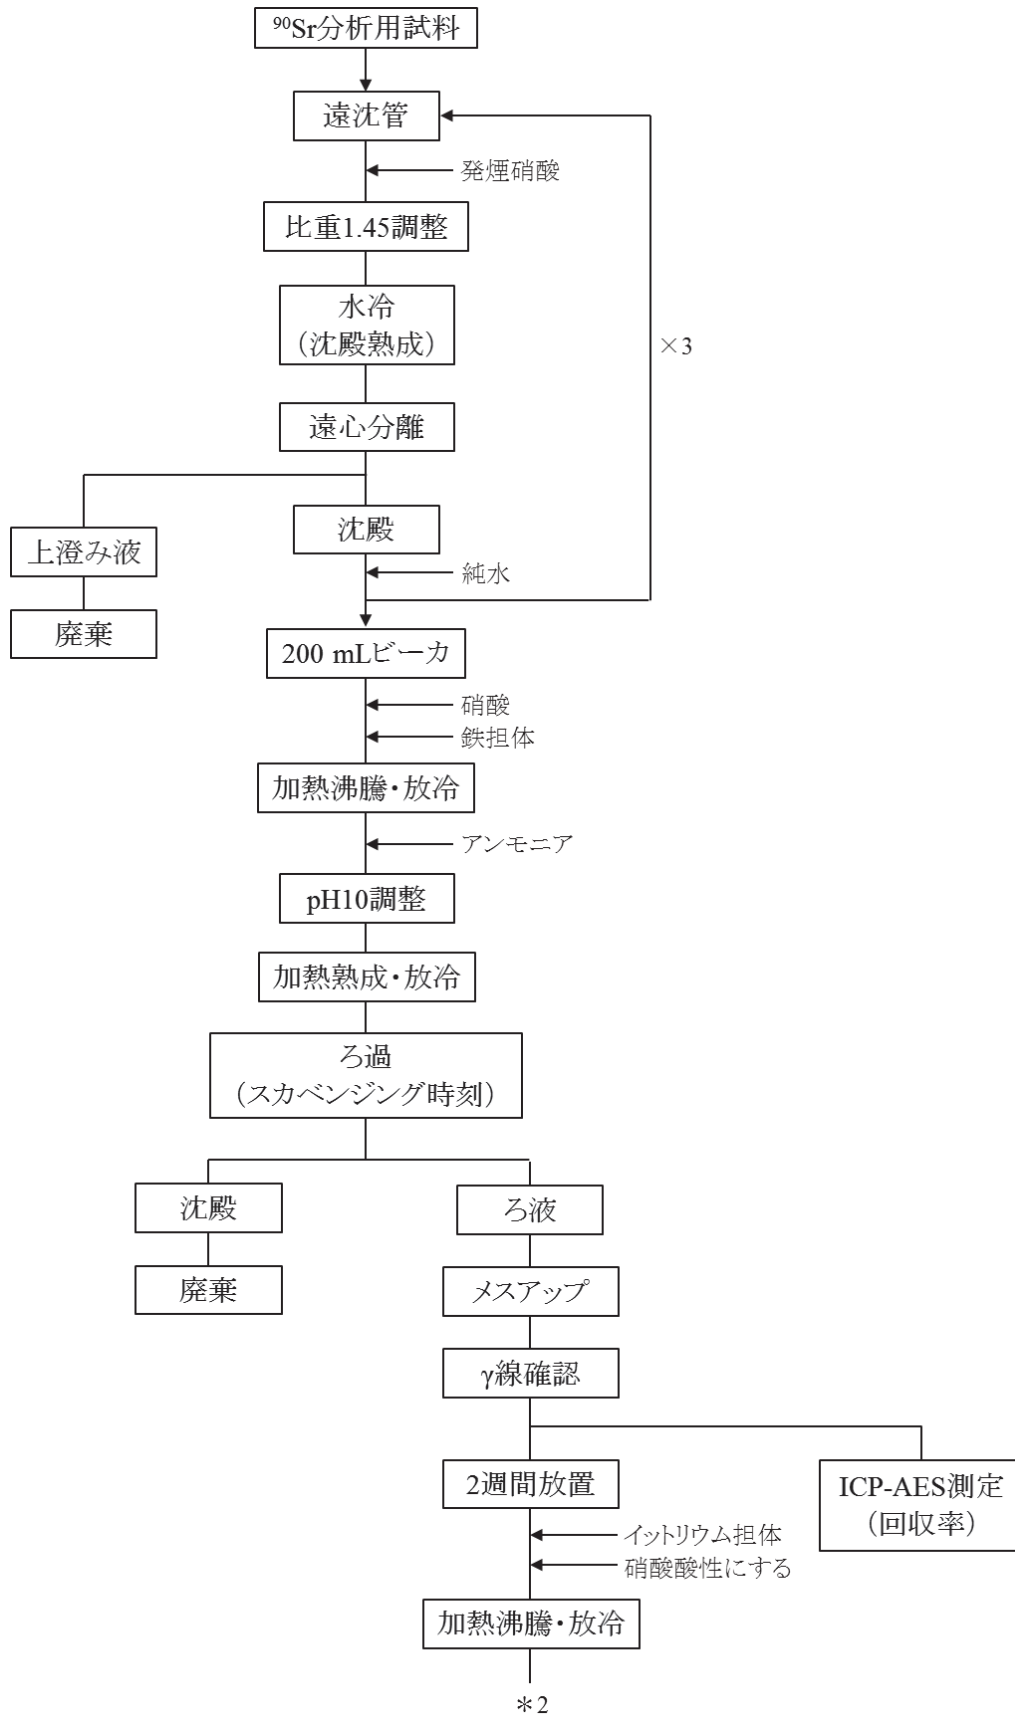 ⁹⁰Sr分析用試料
遠沈管
発煙硝酸
比重1.45調整
水冷
（沈殿熟成）
×3
遠心分離
上澄み液
沈殿
純水
廃棄
200 mLビーカ
硝酸
鉄担体
加熱沸騰・放冷
アンモニア
pH10調整
加熱熟成・放冷
ろ過
（スカベンジング時刻）
沈殿
ろ液
廃棄
メスアップ
γ線確認
2週間放置
ICP-AES測定
（回収率）
イットリウム担体
硝酸酸性にする
加熱沸騰・放冷
＊2